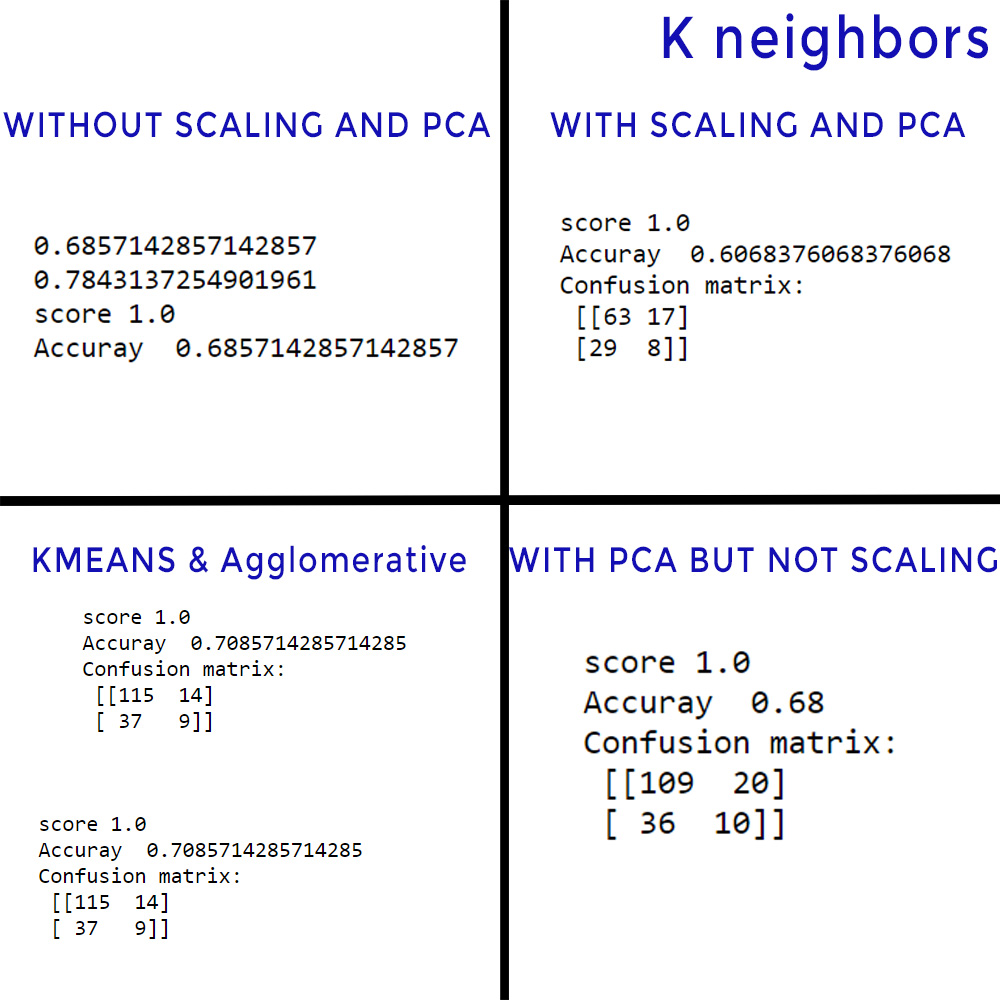 K neighbors
WITHOUT SCALING AND PCA
0.6857142857142857
0.7843137254901961
score 1.0
Accuray  0.6857142857142857
WITH SCALING AND PCA
score 1.0
Accuray  0.6068376068376068
Confusion matrix:
[[63 17]
[29  8]]
KMEANS & Agglomerative
score 1.0
Accuray  0.7085714285714285
Confusion matrix:
[[115  14]
[ 37   9]]
score 1.0
Accuray  0.7085714285714285
Confusion matrix:
[[115  14]
[ 37   9]]
WITH PCA BUT NOT SCALING
score 1.0
Accuray  0.68
Confusion matrix:
[[109  20]
[ 36  10]]